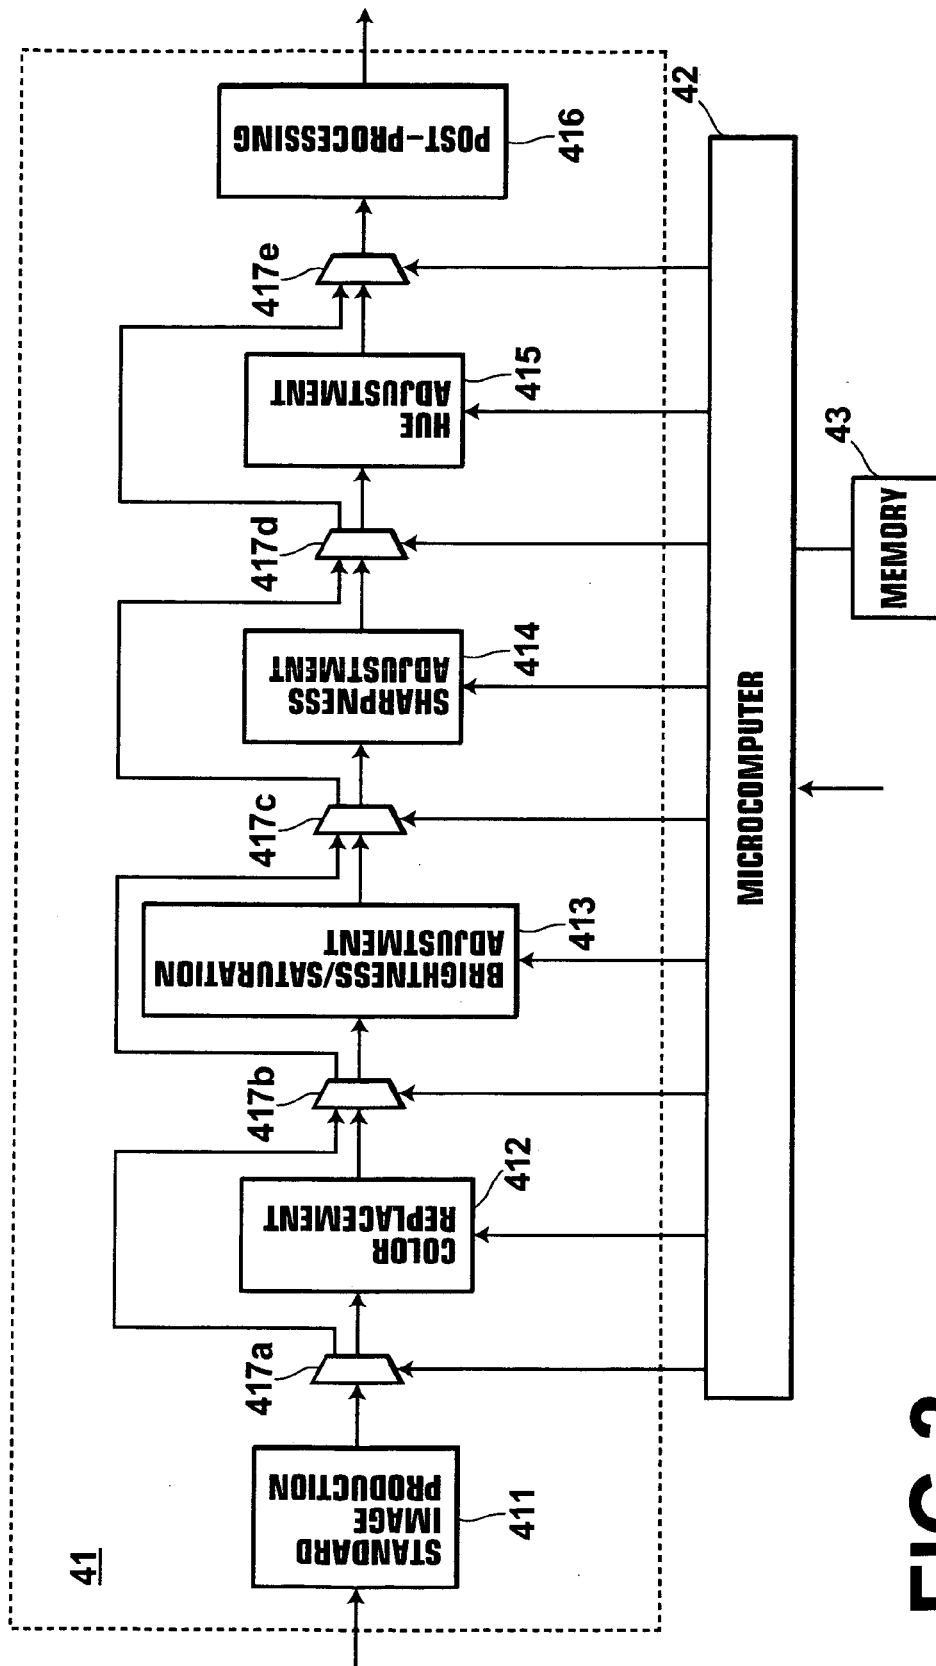 41
STANDARD
IMAGE
PRODUCTION
411
417a
COLOR
REPLACEMENT
412
417b
BRIGHTNESS/SATURATION
ADJUSTMENT
413
417c
SHARPNESS
ADJUSTMENT
414
417d
HUE
ADJUSTMENT
415
417e
POST-PROCESSING
416
MICROCOMPUTER
42
MEMORY
43